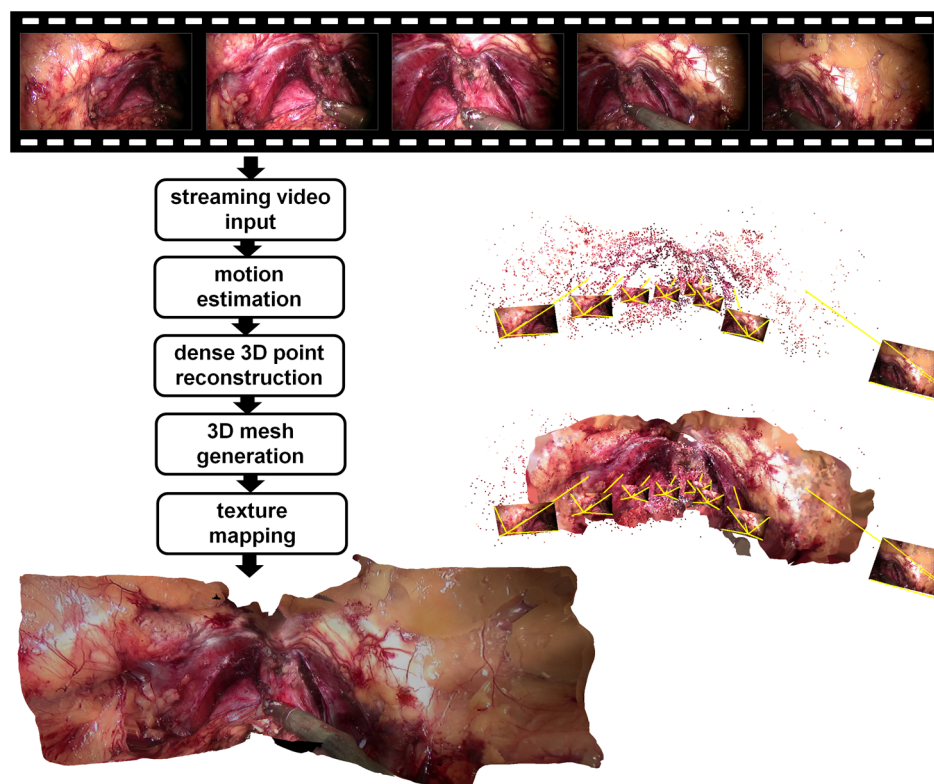 streaming video
input
motion
estimation
dense 3D point
reconstruction
3D mesh
generation
texture
mapping